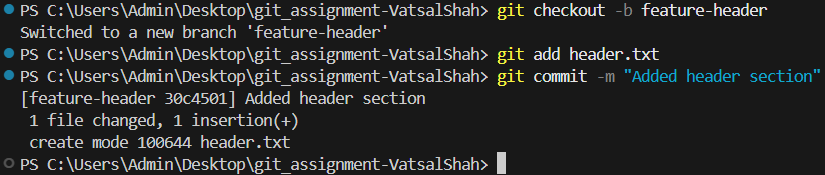 PS C:\Users\Admin\Desktop\git_assignment-VatsalShah> git checkout -b feature-header
Switched to a new branch 'feature-header'
PS C:\Users\Admin\Desktop\git_assignment-VatsalShah> git add header.txt
PS C:\Users\Admin\Desktop\git_assignment-VatsalShah> git commit -m "Added header section"
[feature-header 30c4501] Added header section
 1 file changed, 1 insertion(+)
 create mode 100644 header.txt
PS C:\Users\Admin\Desktop\git_assignment-VatsalShah>